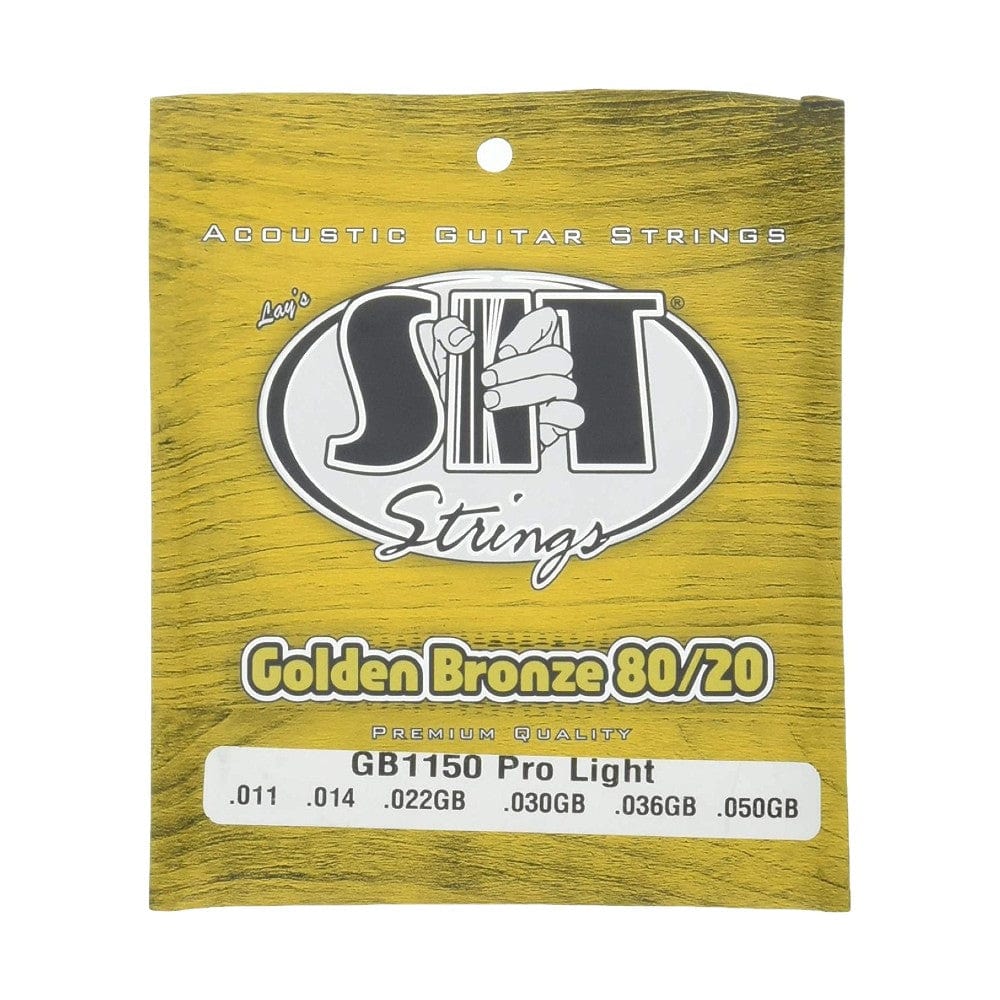 Acoustic Guitar Strings
Lay's
SIT®
Strings
Golden Bronze 80/20
Premium Quality
GB1150 Pro Light
.011 .014 .022GB .030GB .036GB .050GB